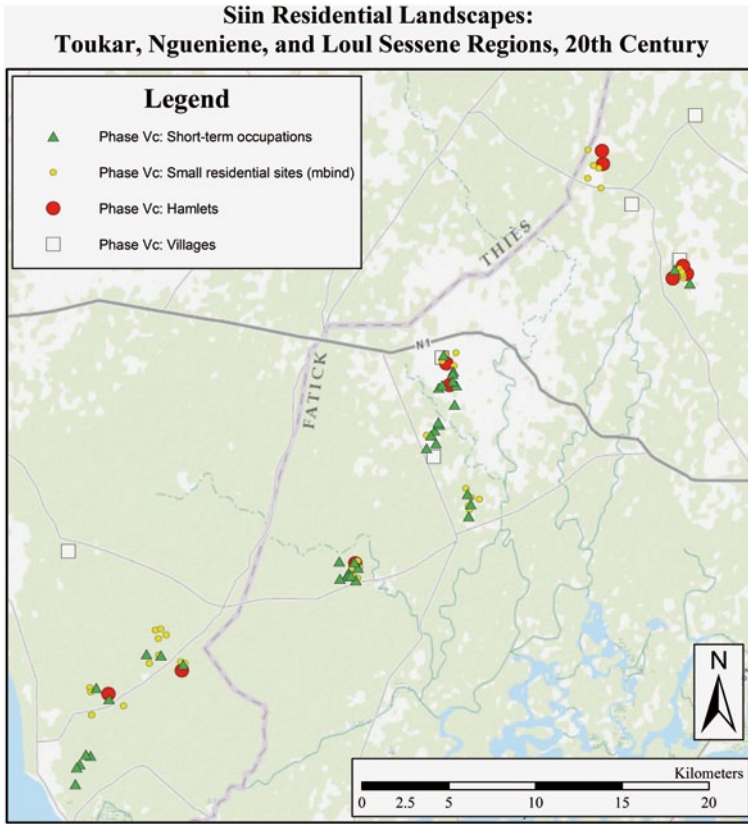 Siin Residential Landscapes:
Toukar, Ngueniene, and Loul Sessene Regions, 20th Century
Legend
Phase Vc: Short-term occupations
Phase Vc: Small residential sites (mbind)
Phase Vc: Hamlets
Phase Vc: Villages
THIÈS
N1
FATICK
N
Kilometers
0 2.5 5 10 15 20